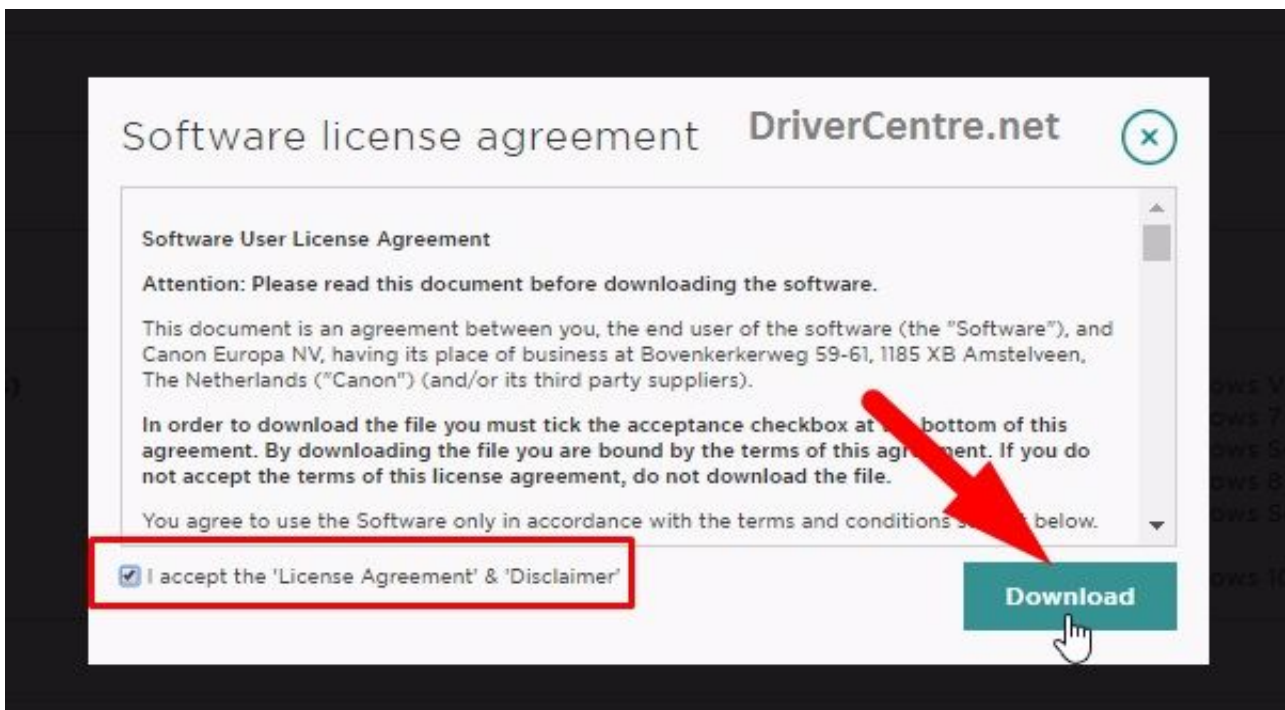 Software license agreement
DriverCentre.net
Software User License Agreement
Attention: Please read this document before downloading the software.
This document is an agreement between you, the end user of the software (the "Software"), and
Canon Europa NV, having its place of business at Bovenkerkerweg 59-61, 1185 XB Amstelveen,
The Netherlands ("Canon") (and/or its third party suppliers).
In order to download the file you must tick the acceptance checkbox at bottom of this
agreement. By downloading the file you are bound by the terms of this If you do
not accept the terms of this license agreement, do not download the file.
You agree to use the Software only in accordance with the terms and conditions below.
I accept the 'License Agreement' & 'Disclaimer'
Download